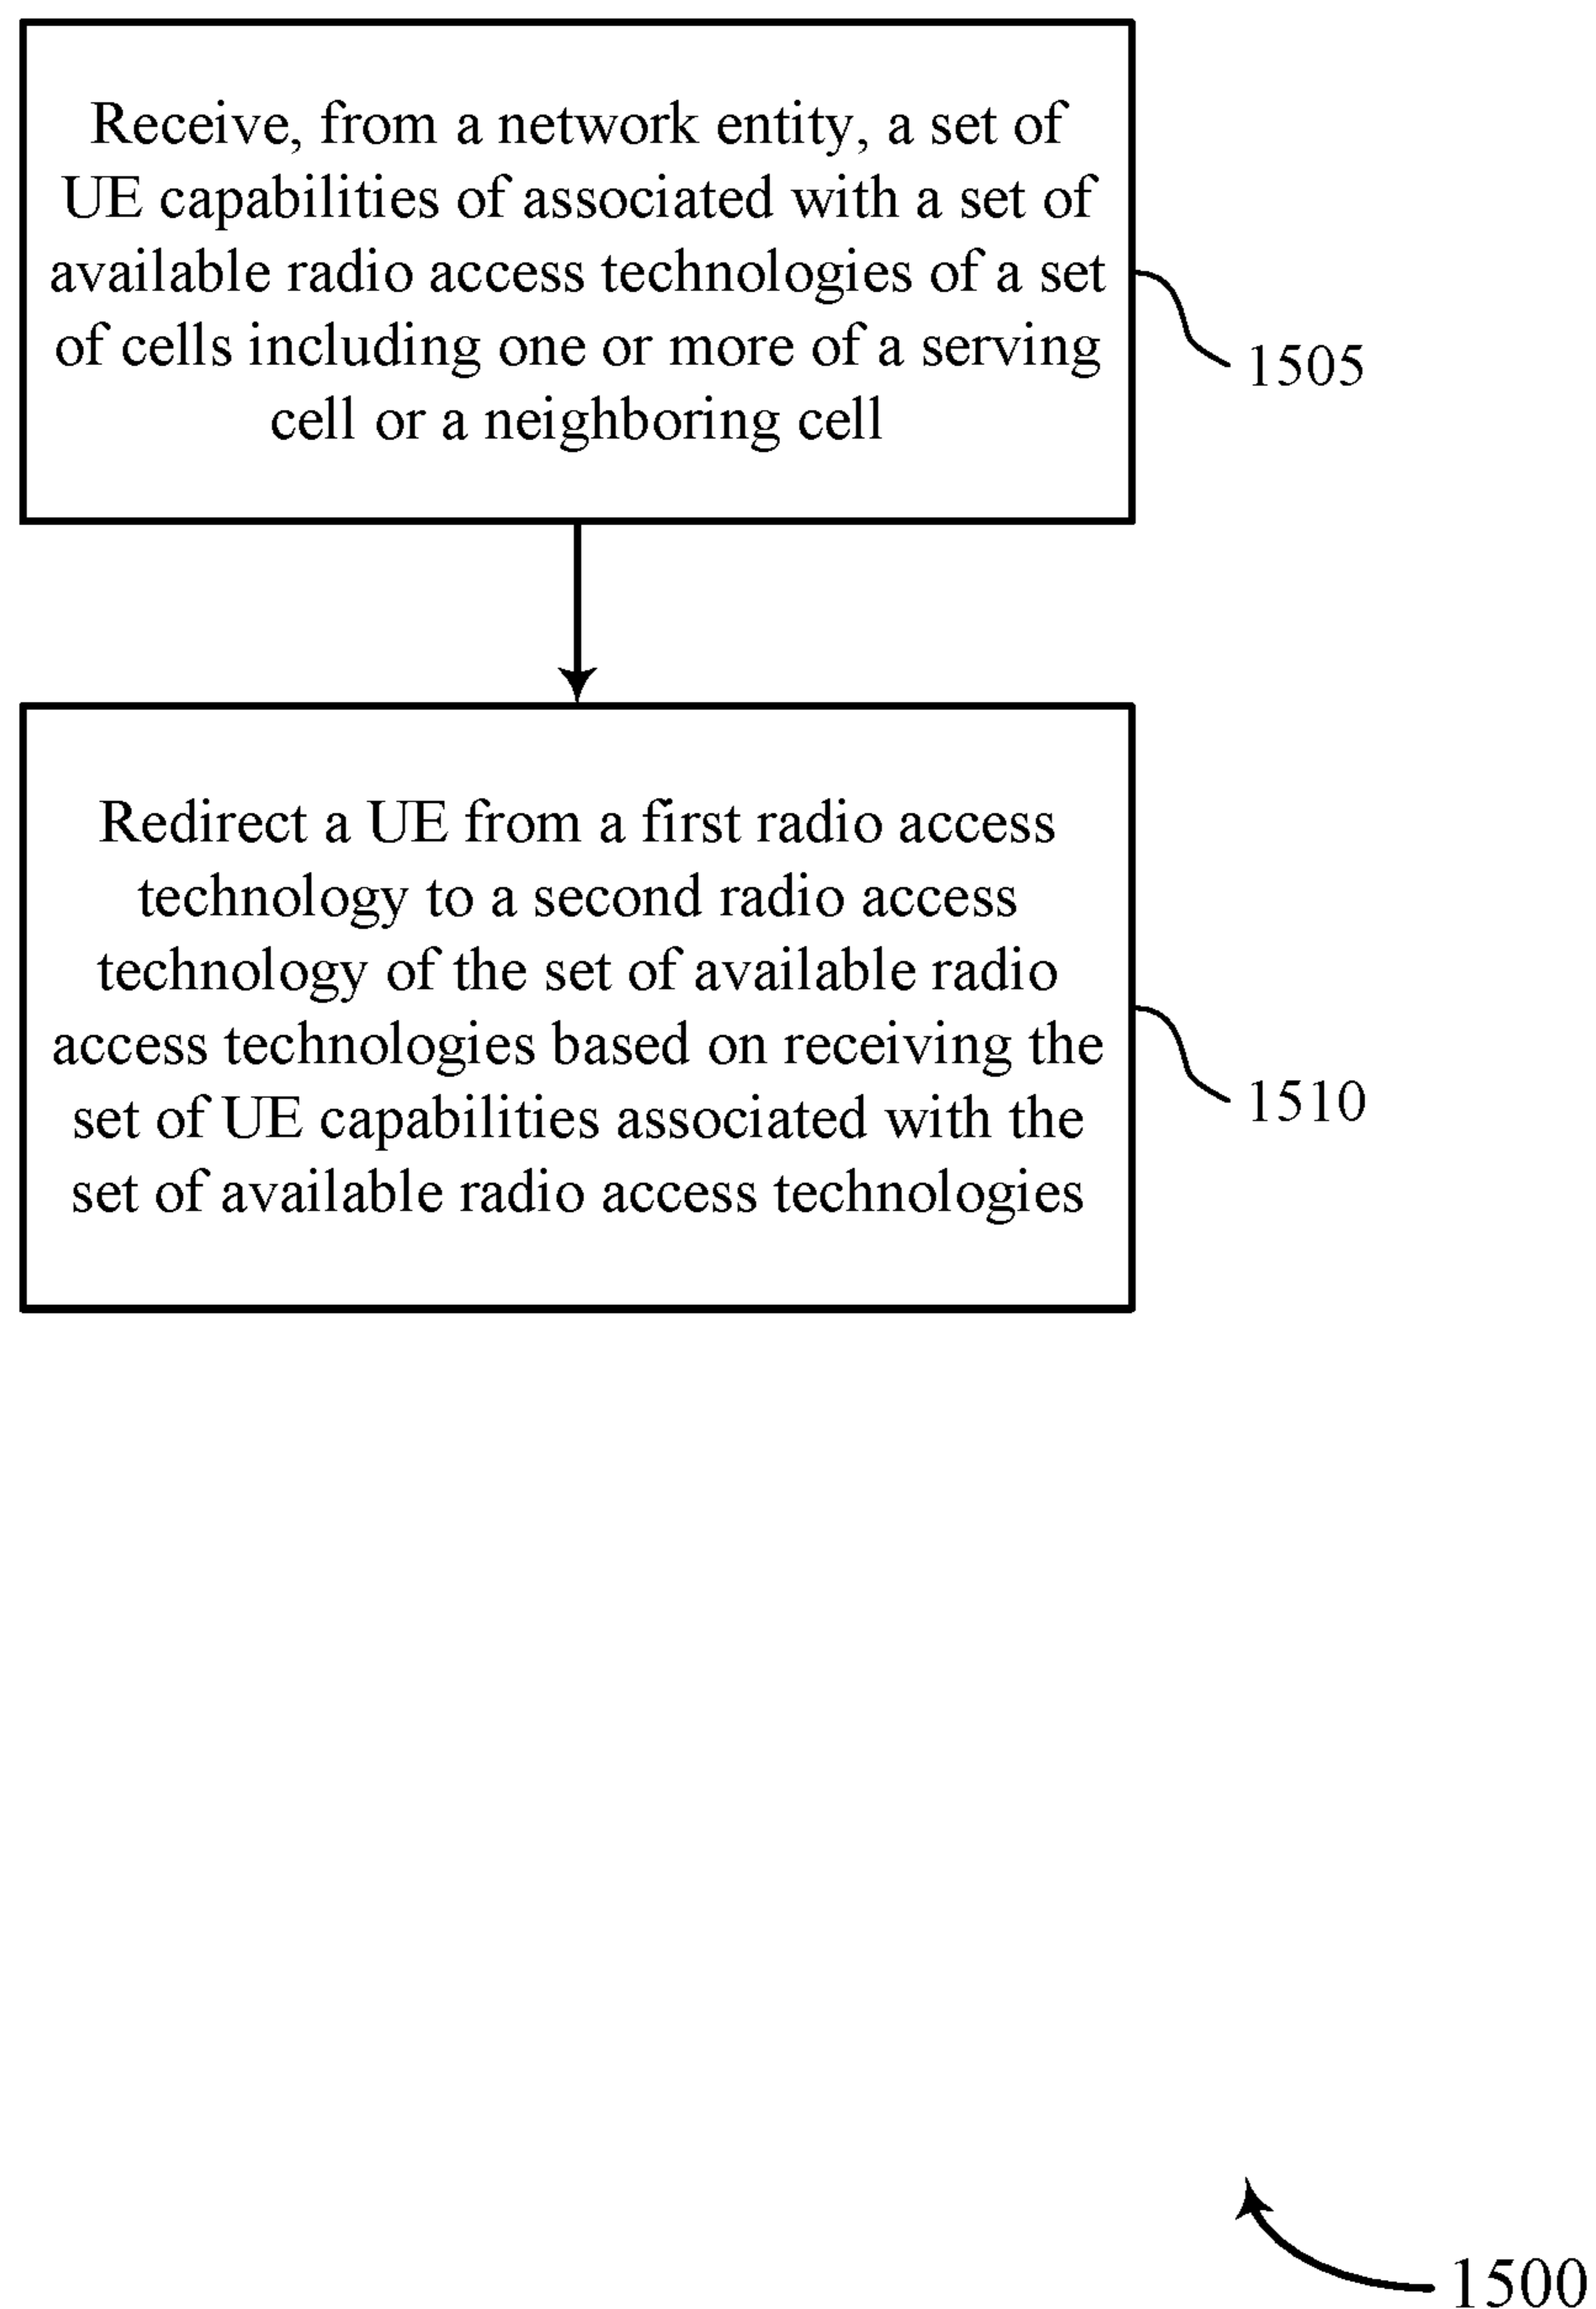 Receive, from a network entity, a set of
UE capabilities of associated with a set of
available radio access technologies of a set
of cells including one or more of a serving
cell or a neighboring cell
1505
Redirect a UE from a first radio access
technology to a second radio access
technology of the set of available radio
access technologies based on receiving the
set of UE capabilities associated with the
set of available radio access technologies
1510
1500